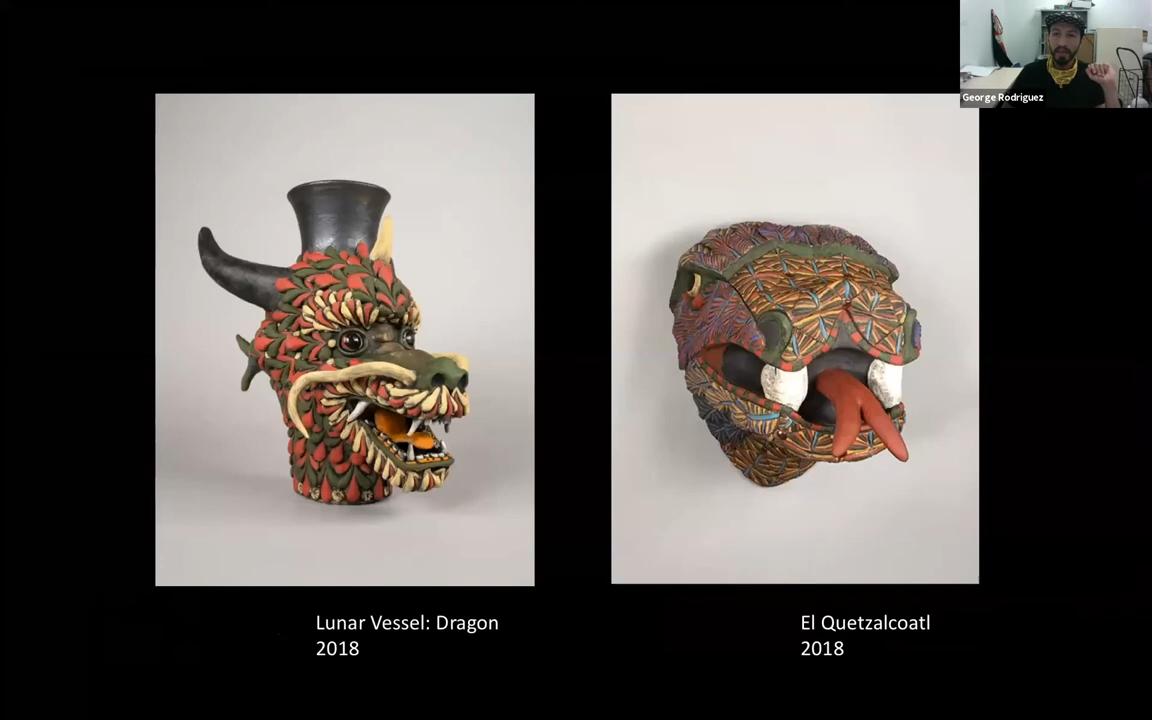 George Rodriguez
Lunar Vessel: Dragon
2018
El Quetzalcoatl
2018